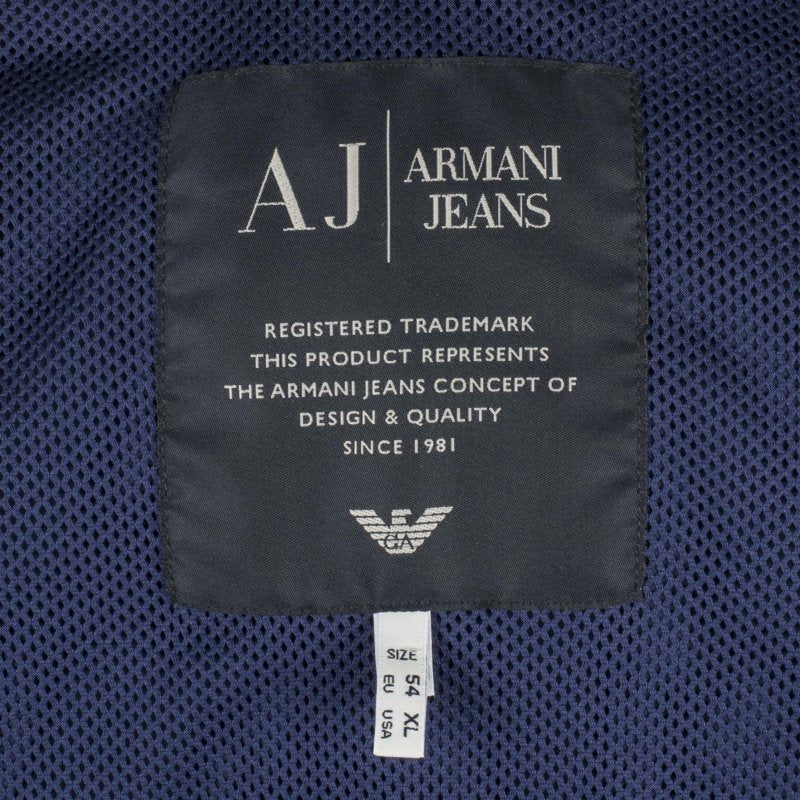 AJ
ARMANI
JEANS
REGISTERED TRADEMARK
THIS PRODUCT REPRESENTS
THE ARMANI JEANS CONCEPT OF
DESIGN & QUALITY
SINCE 1981
GA
SIZE
54 XL
EU USA